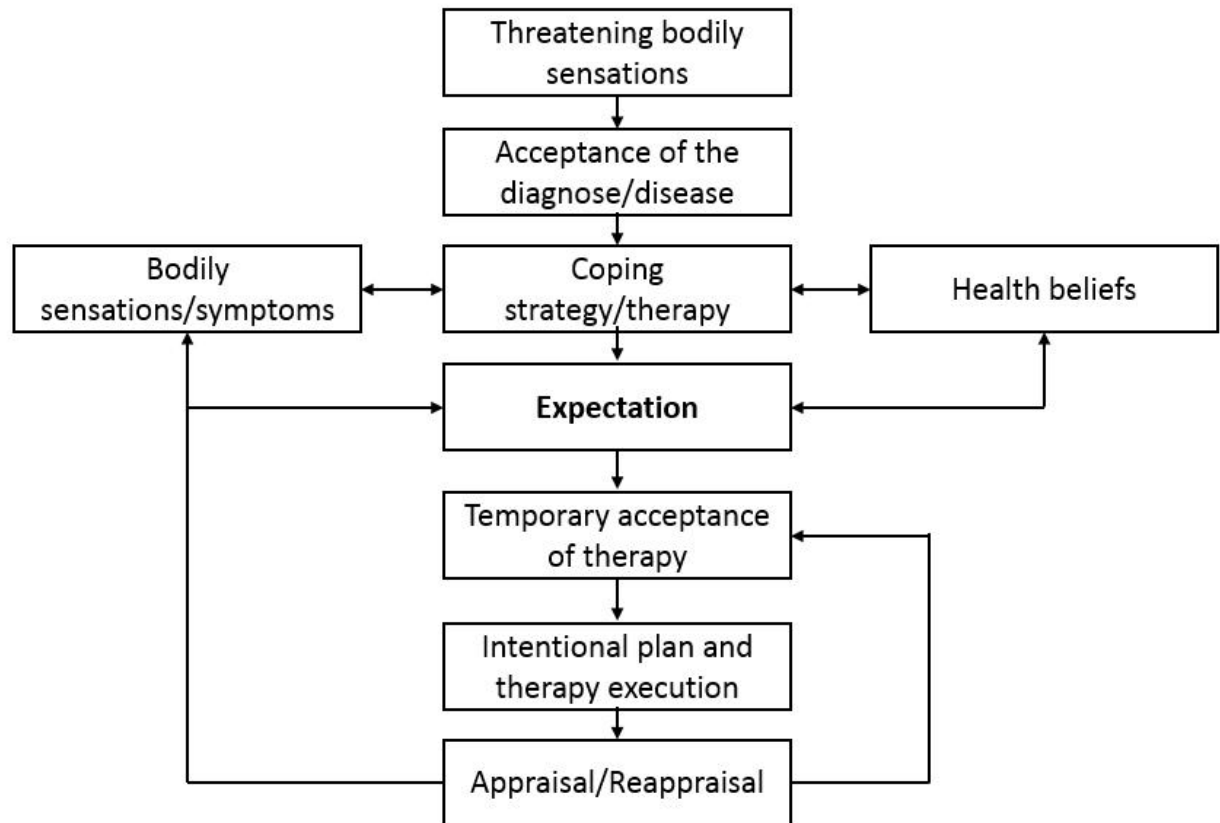 Threatening bodily
sensations
Acceptance of the
diagnose/disease
Bodily
sensations/symptoms
Coping
strategy/therapy
Health beliefs
Expectation
Temporary acceptance
of therapy
Intentional plan and
therapy execution
Appraisal/Reappraisal